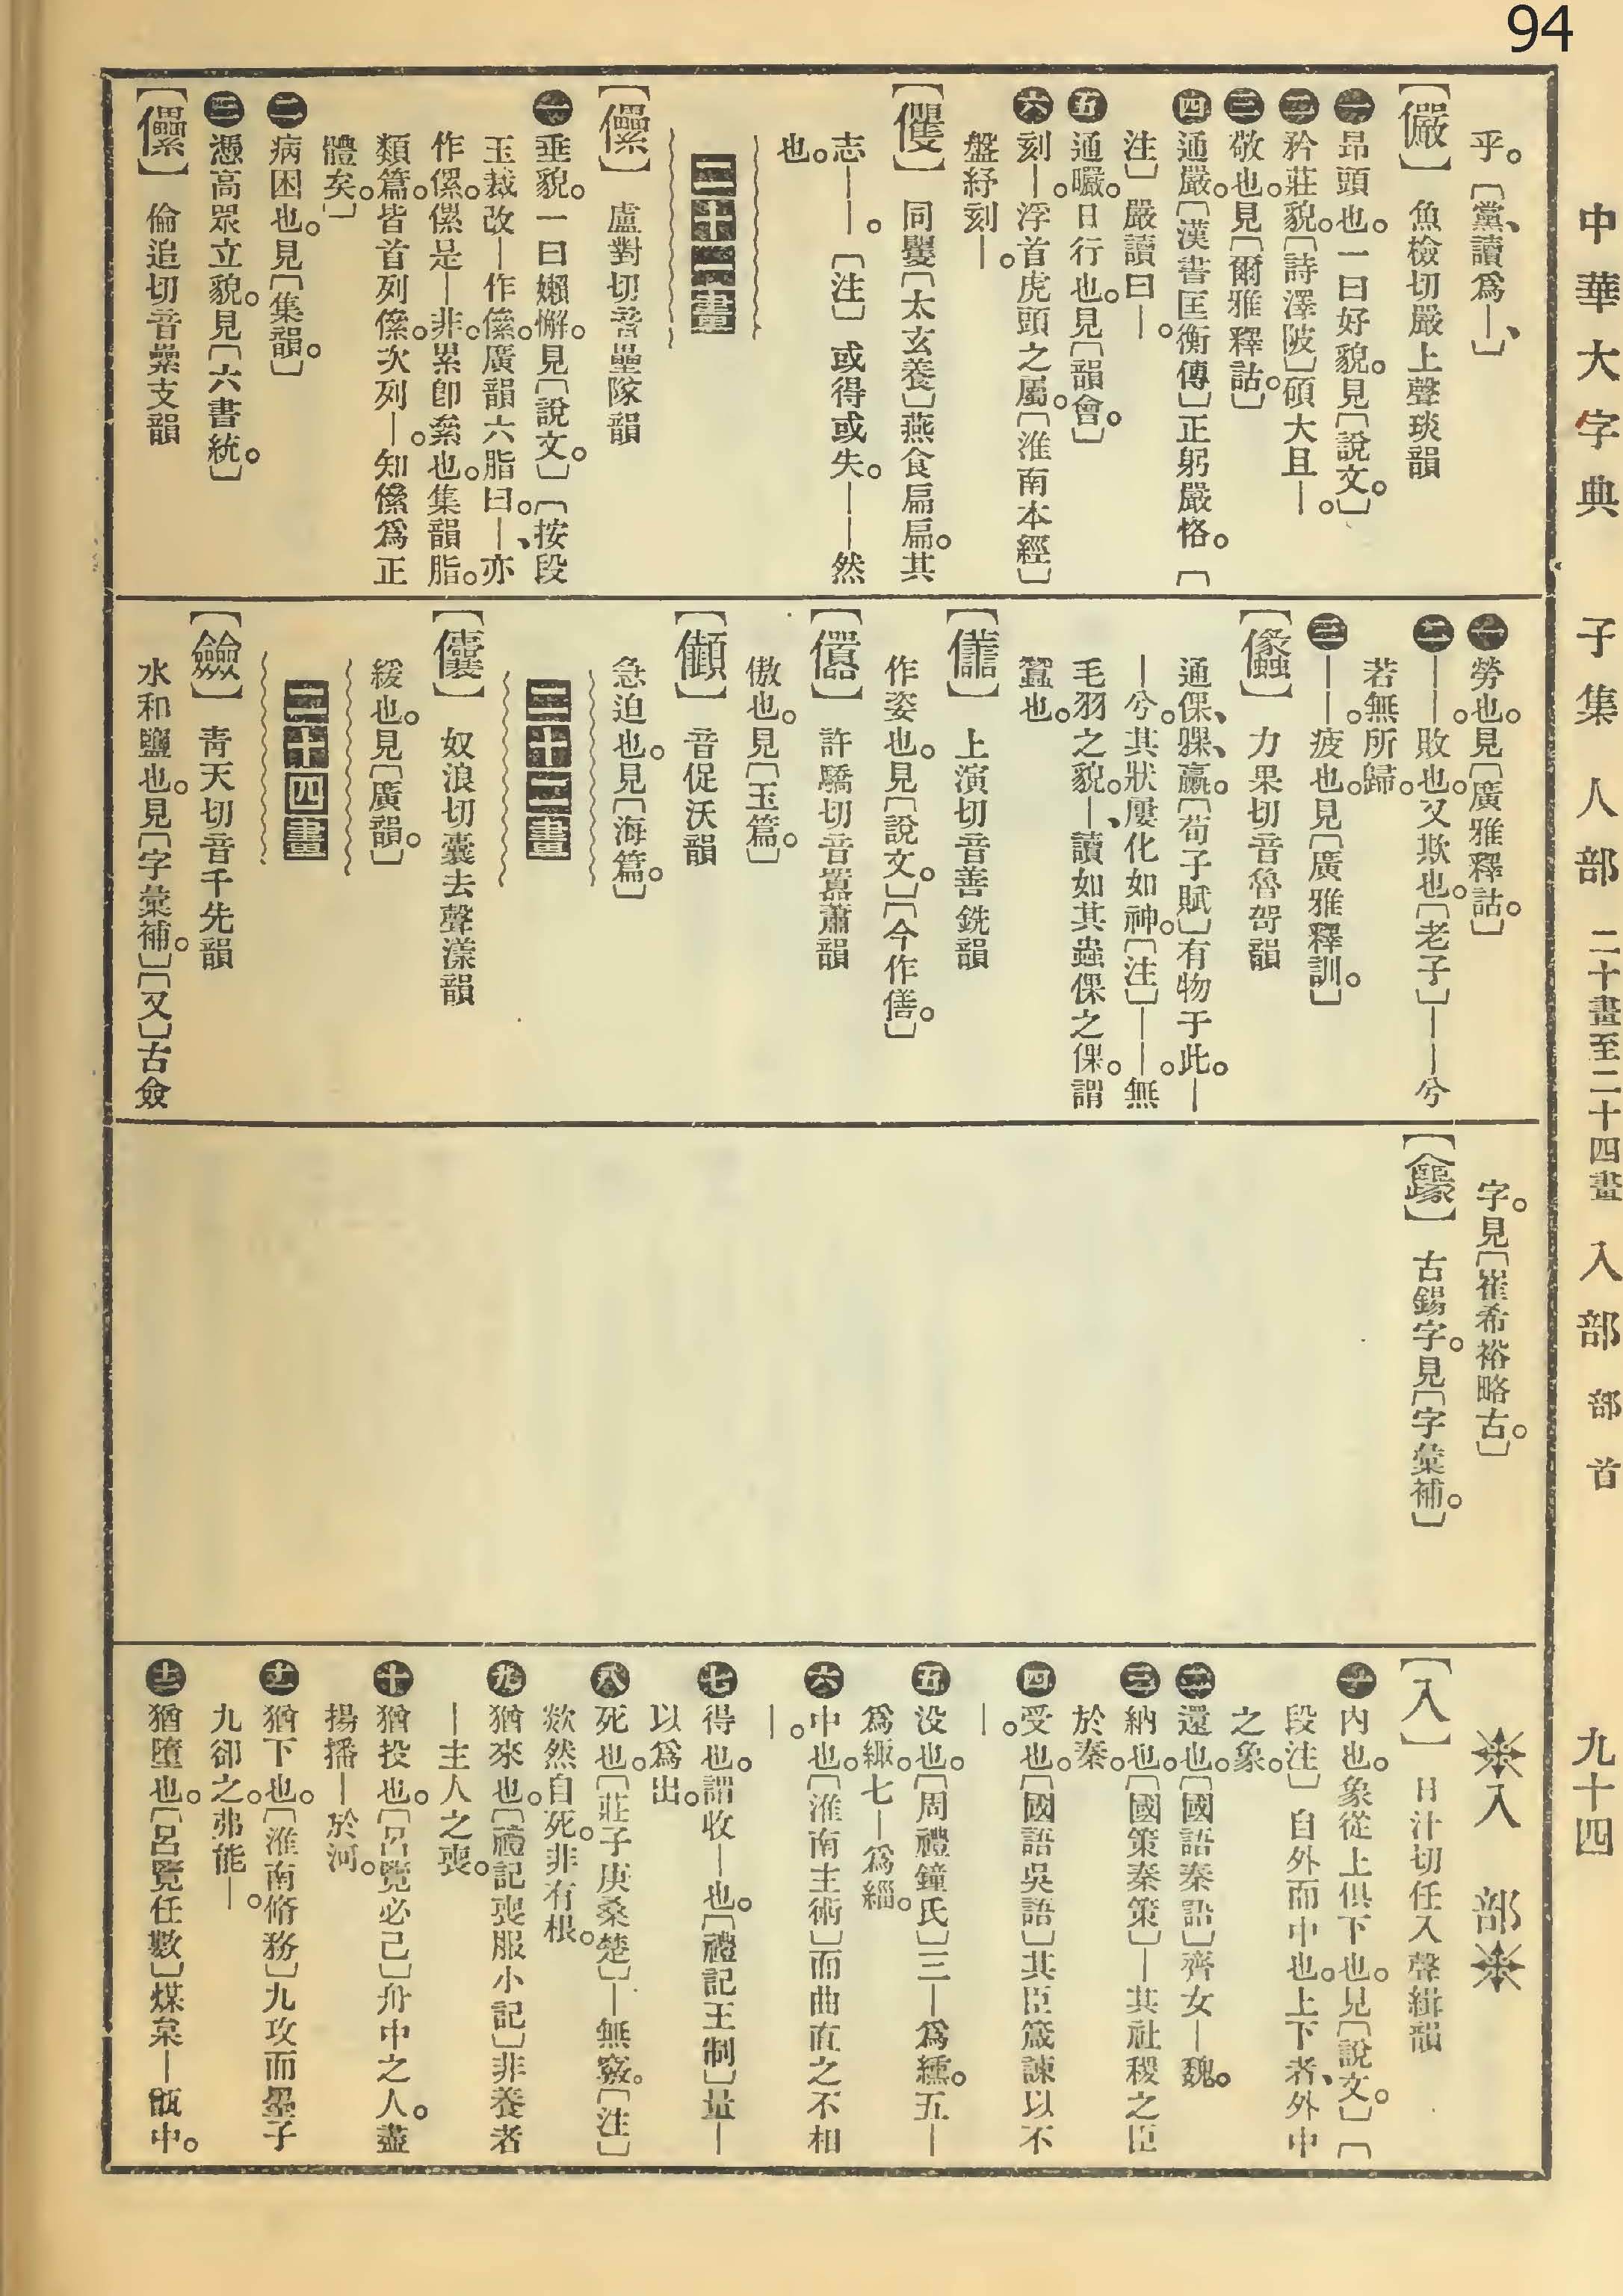 94
中華大字典 子集 人部 二十畫至二十四畫 入部 部首 九十四
乎。〔黨、讀爲―、〕
〔儼〕 魚檢切嚴上聲琰韻
㊀昂頭也。一曰好貌。見〔說文。〕
㊁矜莊貌。〔詩澤陂〕碩大且―。
㊂敬也。見〔爾雅釋詁。〕
㊃通嚴。〔漢書匡衡傳〕正躬嚴恪。〔
注〕嚴讀曰―。
㊄通曮。日行也。見〔韻會。〕
㊅刻―。浮首虎頭之屬。〔淮南本經〕
盤紆刻―。
〔㒧〕 同矍〔太玄養〕燕食扁扁。其
志――。〔注〕或得或失。――然
也。
二十一畫
〔儽〕 盧對切音壘隊韻
㊀垂貌。一曰嬾懈。見〔說文。〕〔按段
玉裁改―作儽。廣韻六脂曰。―、亦
作傫。傫是―非。累卽纍也。集韻脂。
類篇。皆首列儽。次列―。知儽爲正
體矣。〕
㊁病困也。見〔集韻。〕
㊂憑高眾立貌。見〔六書統。〕
〔儽〕 倫追切音纍支韻
㊀勞也。見〔廣雅釋詁。〕
㊁――。敗也。又欺也。〔老子〕――兮
若無所歸。
㊂――。疲也。見〔廣雅釋訓。〕
力果切音魯哿韻
通倮、躶、臝。〔荀子賦〕有物于此。―
―兮。其狀屢化如神。〔注〕――。無
毛羽之貌。―、讀如其蟲倮之倮。謂
蠶也。
上演切音善銑韻
作姿也。見〔說文。〕〔今作僐。〕
許驕切音囂蕭韻
傲也。見〔玉篇。〕
音促沃韻
急迫也。見〔海篇。〕
二十二畫
〔儾〕 奴浪切囊去聲漾韻
緩也。見〔廣韻。〕
二十四畫
靑天切音千先韻
水和鹽也。見〔字彙補。〕〔又〕古僉
字。見〔崔希裕略古。〕
古錫字。見〔字彙補。〕
入部
〔入〕 日汁切任入聲緝韻
㊀內也。象從上俱下也。見〔說文。〕〔
段注〕自外而中也。上下者、外中
之象。
㊁還也。〔國語秦語〕齊女―魏。
㊂納也。〔國策秦策〕―其社稷之臣
於秦。
㊃受也。〔國語吳語〕其臣箴諫以不
―。
㊄没也。〔周禮鐘氏〕三―爲纁。五―
爲緅。七―爲緇。
㊅中也。〔淮南主術〕而曲直之不相
―。
㊆得也。謂收―也。〔禮記王制〕量―
以爲出。
㊇死也。〔莊子庚桑楚〕―無竅。〔注〕
欻然自死。非有根。
㊈猶來也。〔禮記喪服小記〕非養者
―主人之喪。
㊉猶投也。〔呂覽必己〕舟中之人。盡
揚播―於河。
十一猶下也。〔淮南脩務〕九攻而墨子
九卻之。弗能―。
十二猶墮也。〔呂覽任數〕煤炱―甑中。